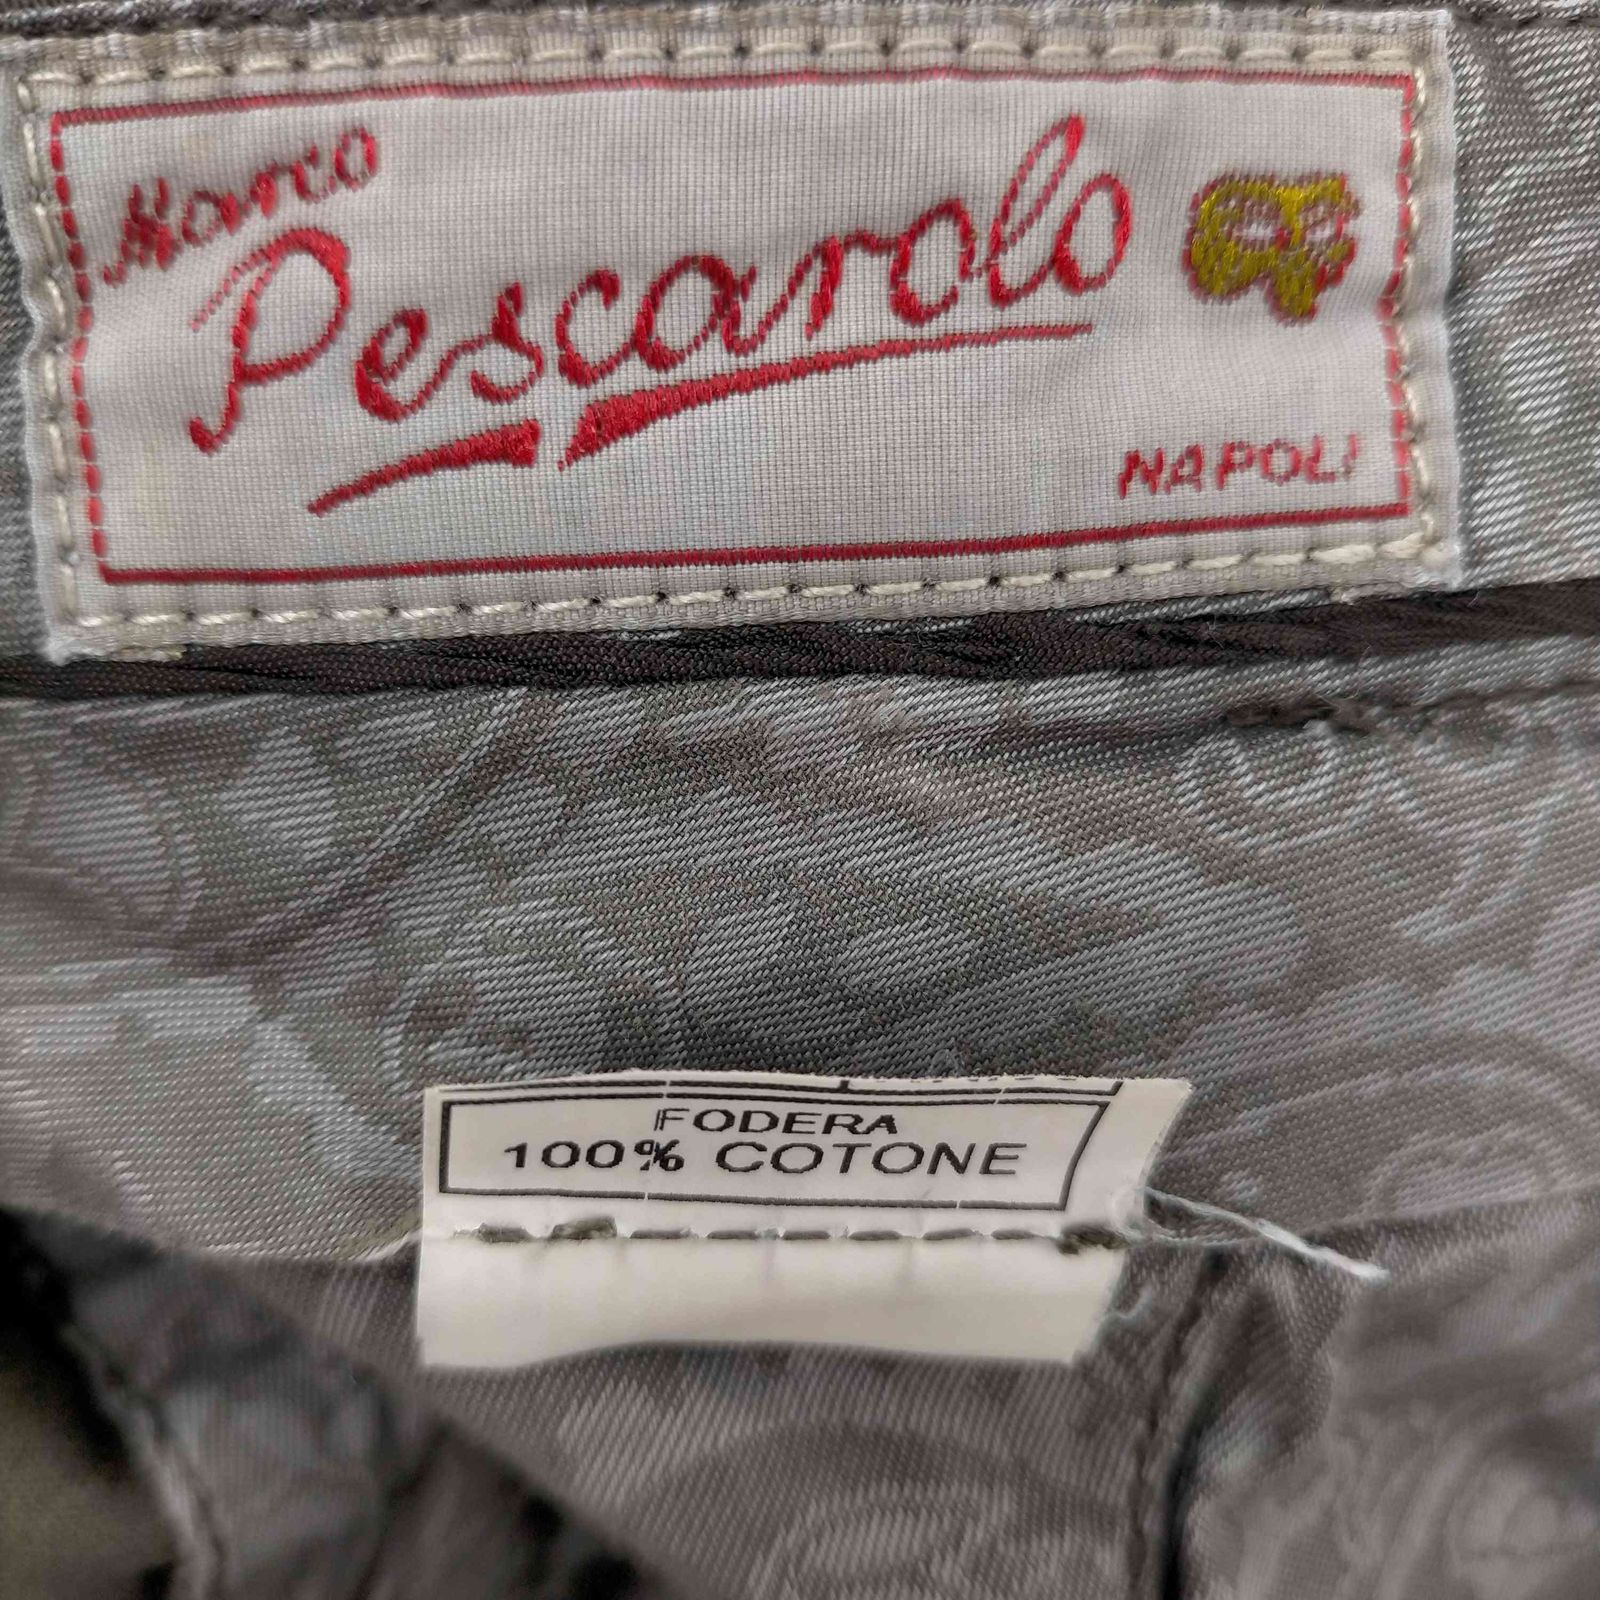 Marco
Pescarolo
NAPOLI
FODERA
100% COTONE